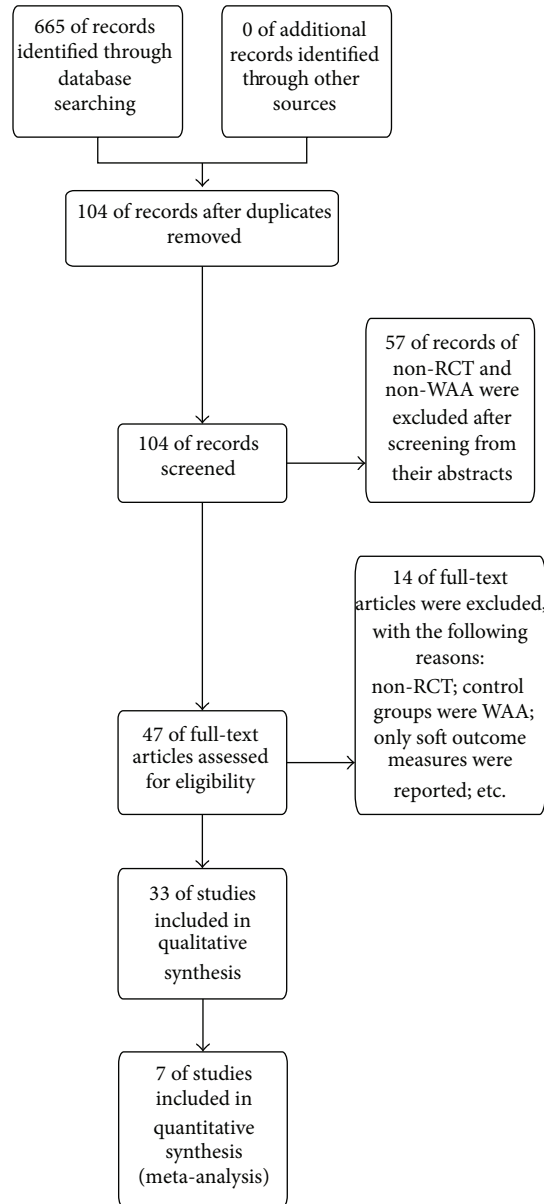 665 of records
identified through
database
searching
0 of additional
records identified
through other
sources
104 of records after duplicates
removed
57 of records of
non-RCT and
non-WAA were
excluded after
screening from
their abstracts
104 of records
screened
14 of full-text
articles were excluded,
with the following
reasons:
non-RCT; control
groups were WAA;
only soft outcome
measures were
reported; etc.
47 of full-text
articles assessed
for eligibility
33 of studies
included in
qualitative
synthesis
7 of studies
included in
quantitative
synthesis
(meta-analysis)